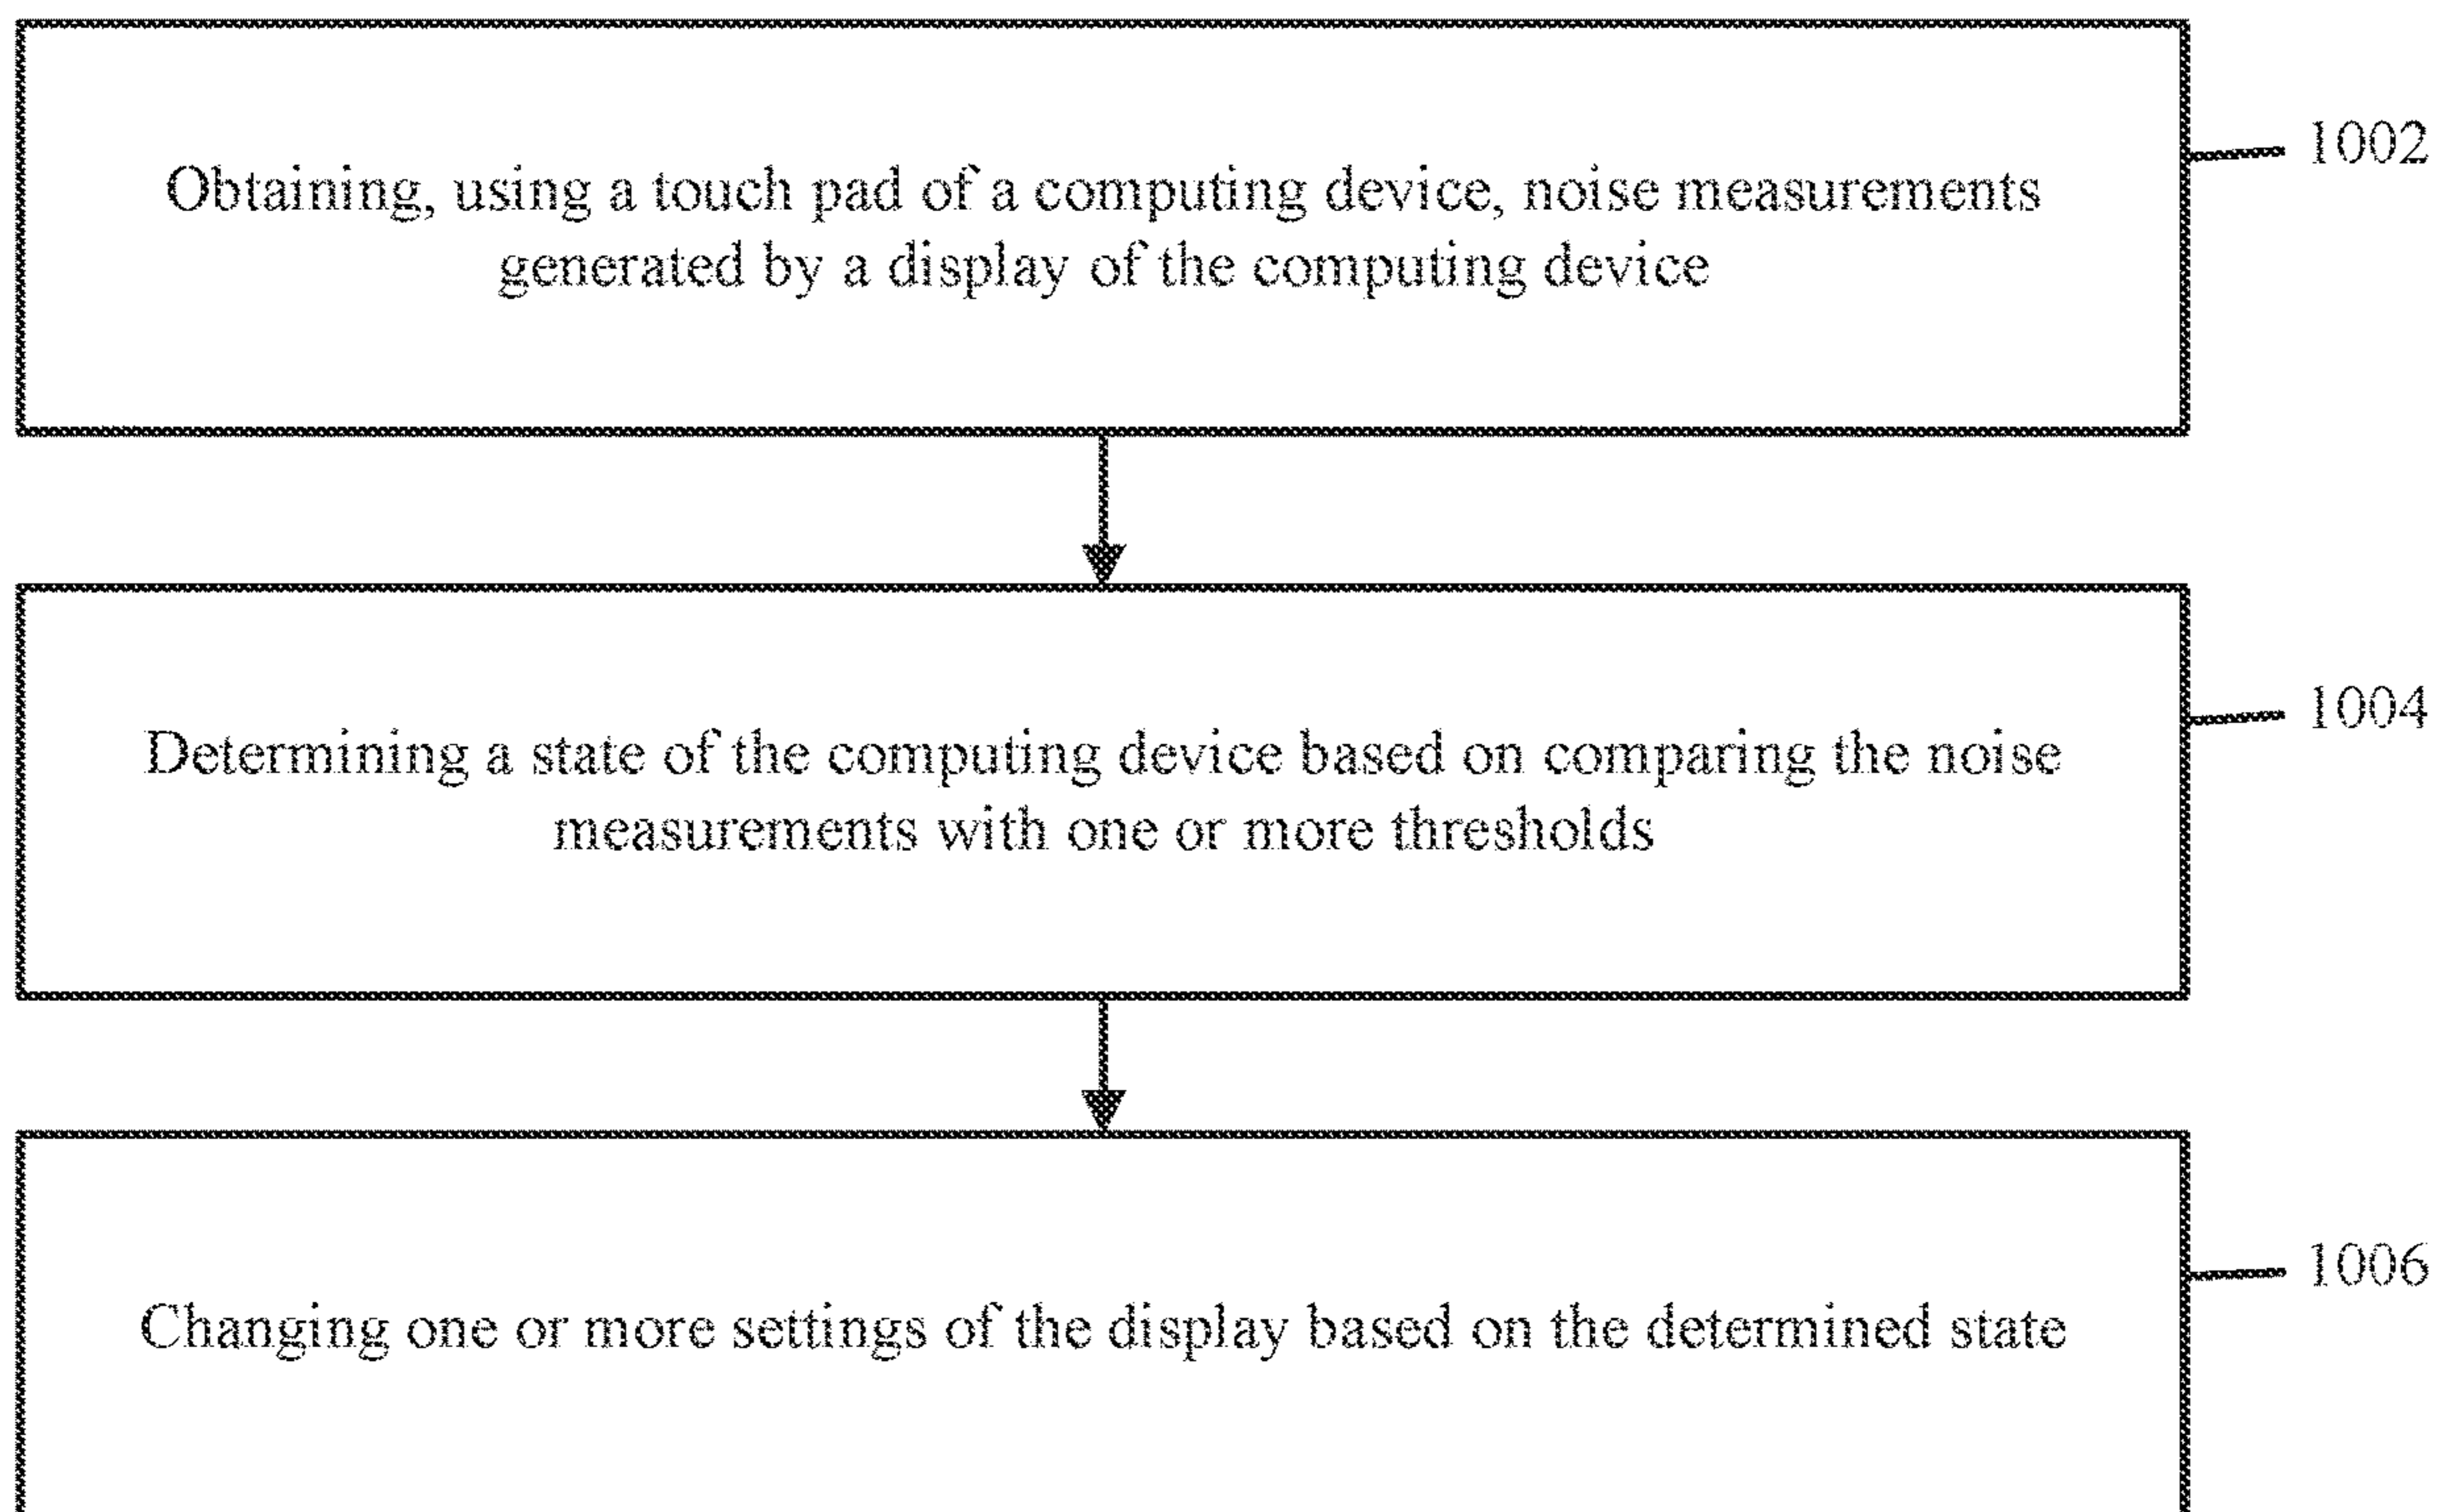 Obtaining, using a touch pad of a computing device, noise measurements
generated by a display of the computing device
1002
Determining a state of the computing device based on comparing the noise
measurements with one or more thresholds
1004
Changing one or more settings of the display based on the determined state
1006